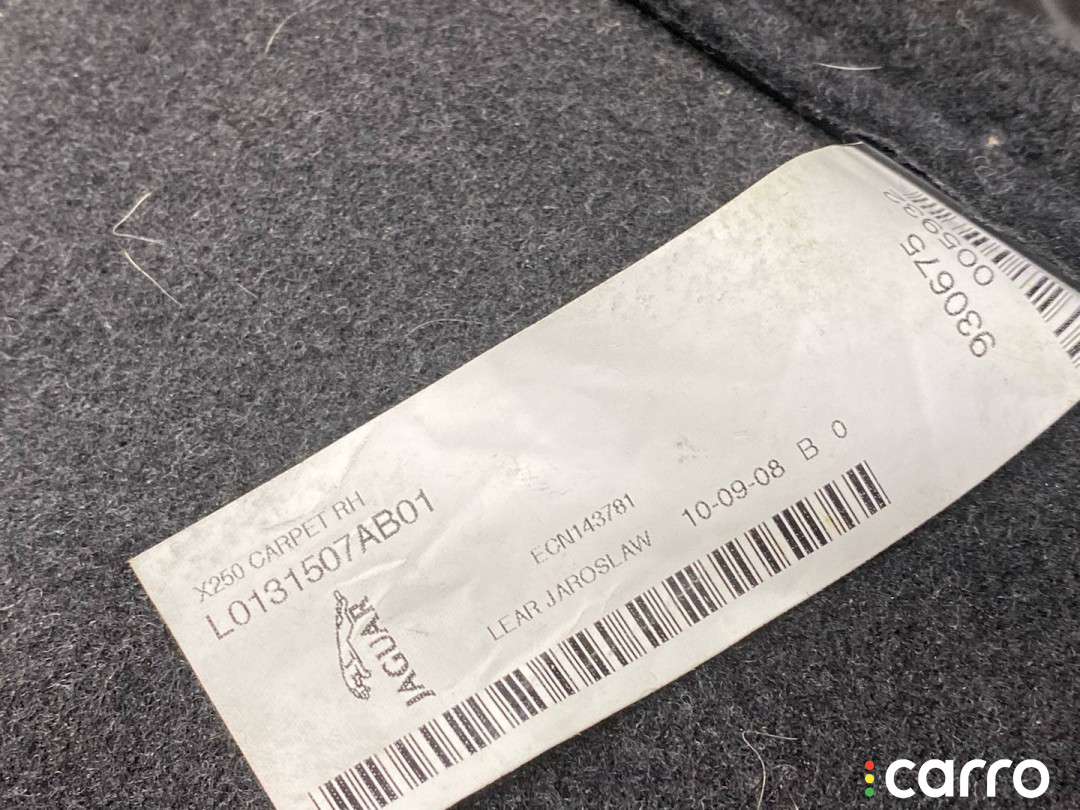 X250 CARPET RH
L0131507AB01
JAGUAR
ECN143781
LEAR JAROSLAW
10-09-08 B 0
930675
005932
carro